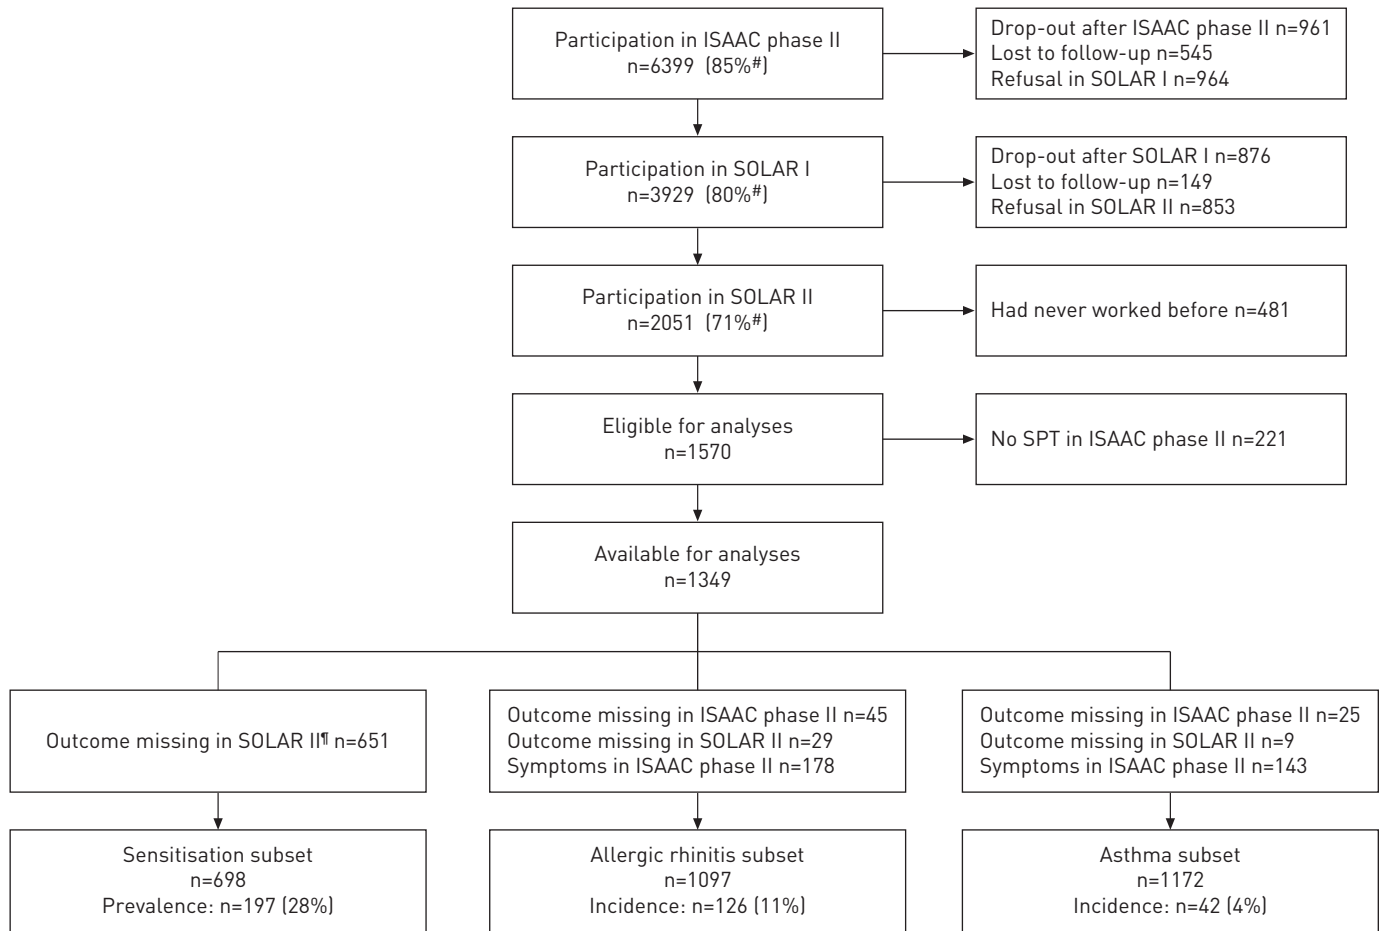 Participation in ISAAC phase II
n=6399 (85%#)
Drop-out after ISAAC phase II n=961
Lost to follow-up n=545
Refusal in SOLAR I n=964
Participation in SOLAR I
n=3929 (80%#)
Drop-out after SOLAR I n=876
Lost to follow-up n=149
Refusal in SOLAR II n=853
Participation in SOLAR II
n=2051 (71%#)
Had never worked before n=481
Eligible for analyses
n=1570
No SPT in ISAAC phase II n=221
Available for analyses
n=1349
Outcome missing in SOLAR II¶ n=651
Outcome missing in ISAAC phase II n=45
Outcome missing in SOLAR II n=29
Symptoms in ISAAC phase II n=178
Outcome missing in ISAAC phase II n=25
Outcome missing in SOLAR II n=9
Symptoms in ISAAC phase II n=143
Sensitisation subset
n=698
Prevalence: n=197 (28%)
Allergic rhinitis subset
n=1097
Incidence: n=126 (11%)
Asthma subset
n=1172
Incidence: n=42 (4%)